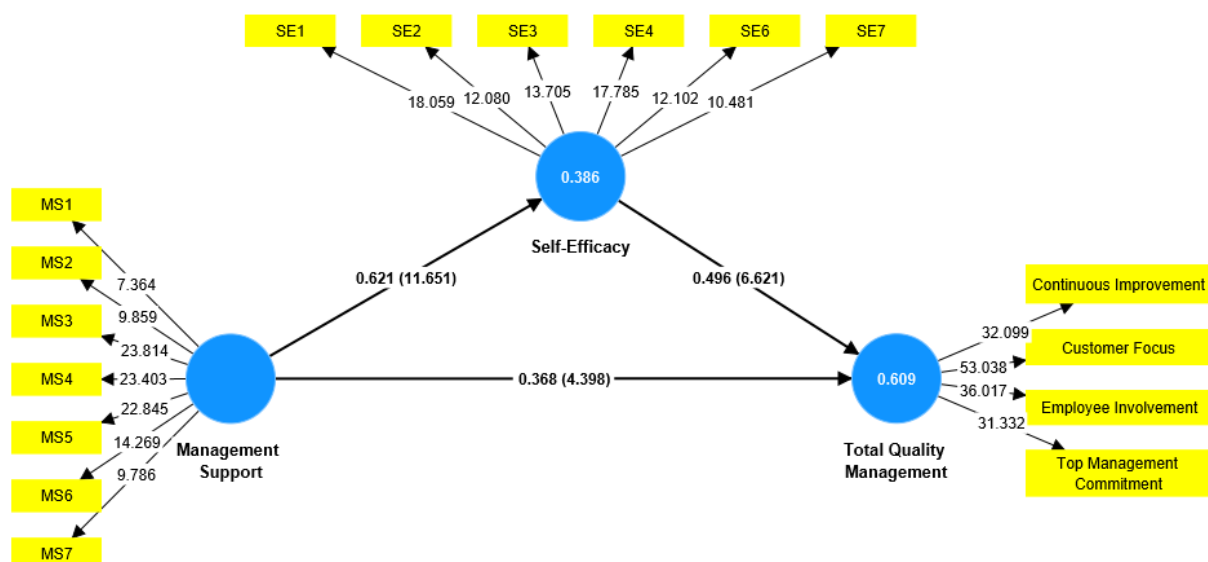 SE1
SE2
SE3
SE4
SE6
SE7
18.059
12.080
13.705
17.785
12.102
10.481
0.386
Self-Efficacy
MS1
MS2
MS3
MS4
MS5
MS6
MS7
7.364
9.859
23.814
23.403
22.845
14.269
9.786
Management
Support
0.621 (11.651)
0.496 (6.621)
0.368 (4.398)
0.609
Total Quality
Management
32.099
53.038
36.017
31.332
Continuous Improvement
Customer Focus
Employee Involvement
Top Management
Commitment